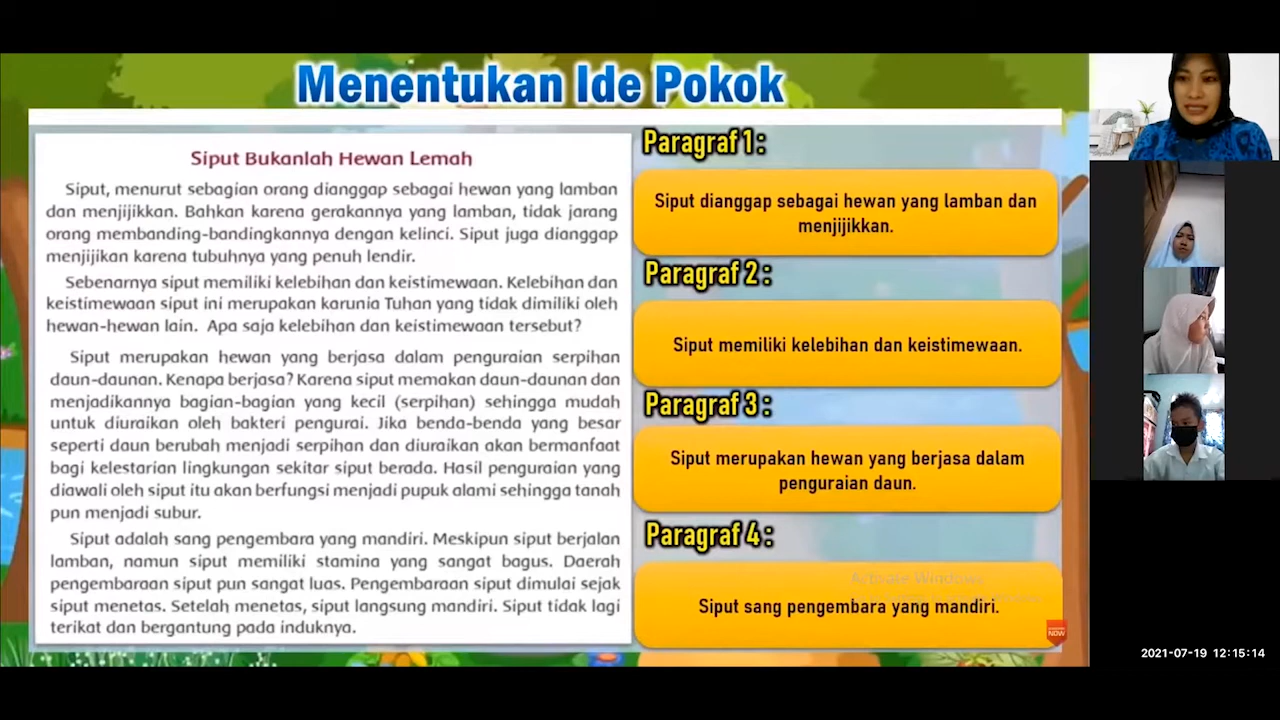 Menentukan Ide Pokok
Siput Bukanlah Hewan Lemah
Siput, menurut sebagian orang dianggap sebagai hewan yang lamban
dan menjijikkan. Bahkan karena gerakannya yang lamban, tidak jarang
orang membanding-bandingkannya dengan kelinci. Siput juga dianggap
menjijikan karena tubuhnya yang penuh lendir.
Sebenarnya siput memiliki kelebihan dan keistimewaan. Kelebihan dan
keistimewaan siput ini merupakan karunia Tuhan yang tidak dimiliki oleh
hewan-hewan lain. Apa saja kelebihan dan keistimewaan tersebut?
Siput merupakan hewan yang berjasa dalam penguraian serpihan
daun-daunan. Kenapa berjasa? Karena siput memakan daun-daunan dan
menjadikannya bagian-bagian yang kecil (serpihan) sehingga mudah
untuk diuraikan oleh bakteri pengurai. Jika benda-benda yang besar
seperti daun berubah menjadi serpihan dan diuraikan akan bermanfaat
bagi kelestarian lingkungan sekitar siput berada. Hasil penguraian yang
diawali oleh siput itu akan berfungsi menjadi pupuk alami sehingga tanah
pun menjadi subur.
Siput adalah sang pengembara yang mandiri. Meskipun siput berjalan
lamban, namun siput memiliki stamina yang sangat bagus. Daerah
pengembaraan siput pun sangat luas. Pengembaraan siput dimulai sejak
siput menetas. Setelah menetas, siput langsung mandiri. Siput tidak lagi
terikat dan bergantung pada induknya.
Paragraf 1 :
Siput dianggap sebagai hewan yang lamban dan
menjijikkan.
Paragraf 2 :
Siput memiliki kelebihan dan keistimewaan.
Paragraf 3 :
Siput merupakan hewan yang berjasa dalam
penguraian daun.
Paragraf 4 :
Activate Windows
Siput sang pengembara yang mandiri.
NOW
2021-07-19 12:15:14